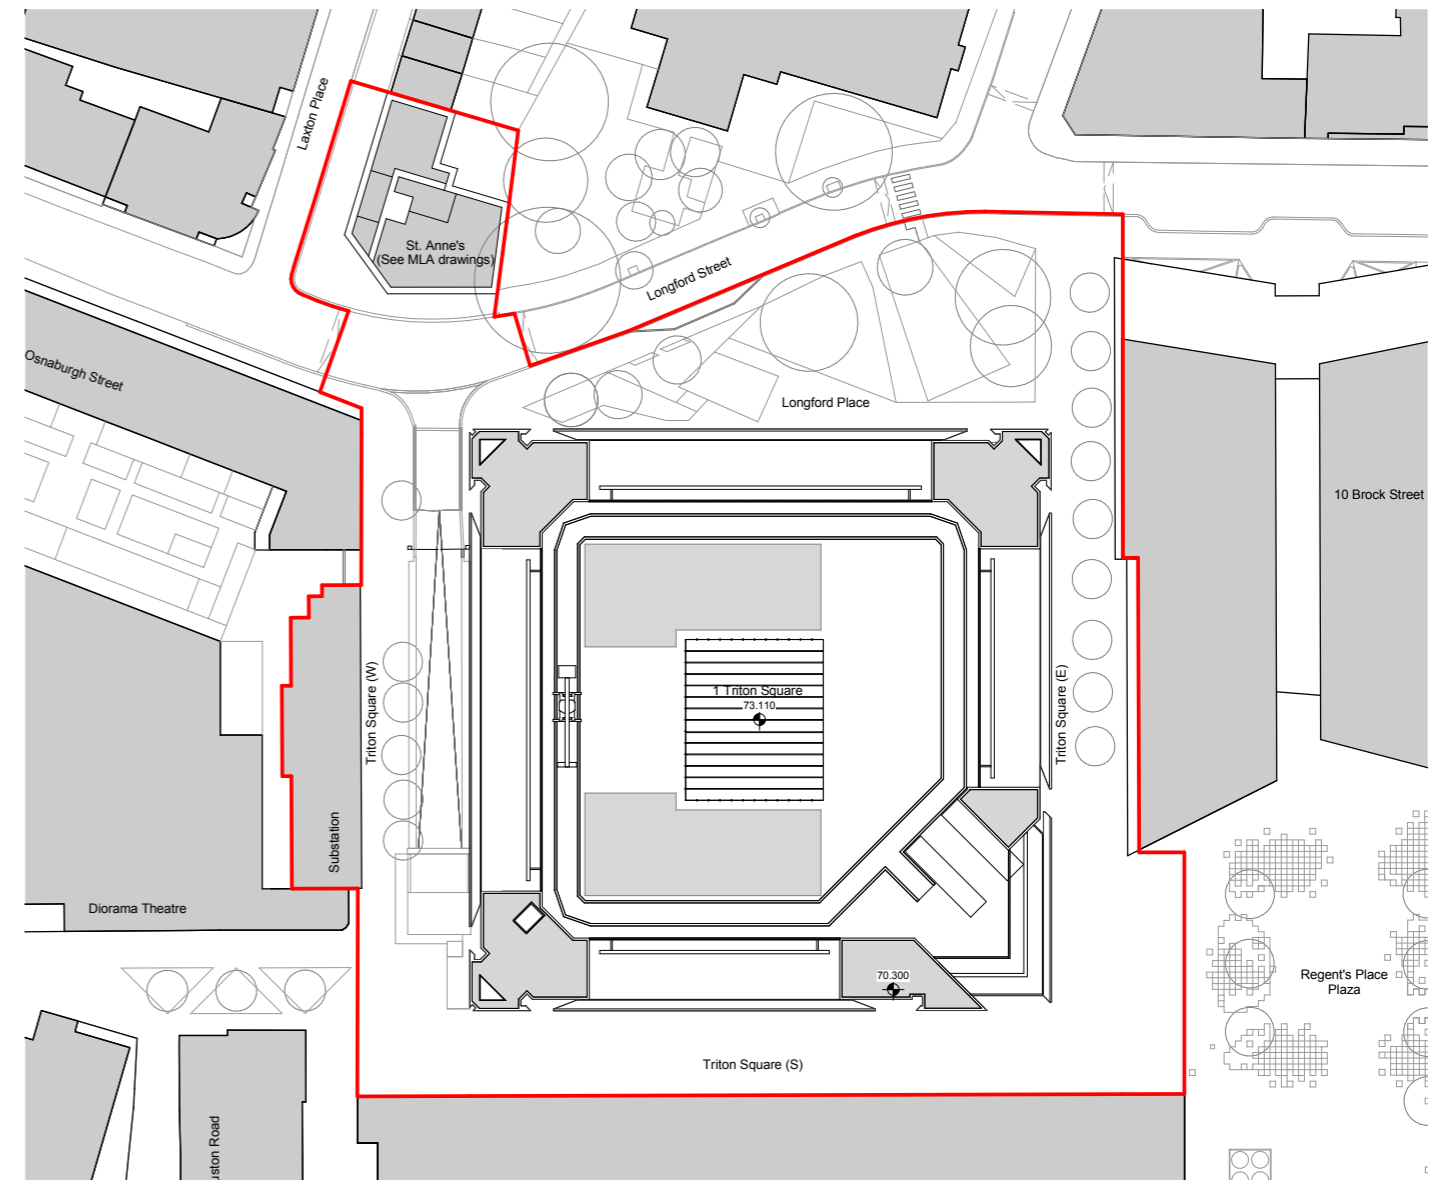 Laxton Place
St. Anne's
(See MLA drawings)
Longford Street
Osnaburgh Street
Longford Place
10 Brock Street
Triton Square (W)
1 Triton Square
73.110
Triton Square (E)
Substation
Diorama Theatre
70.300
Regent's Place
Plaza
Triton Square (S)
uston Road